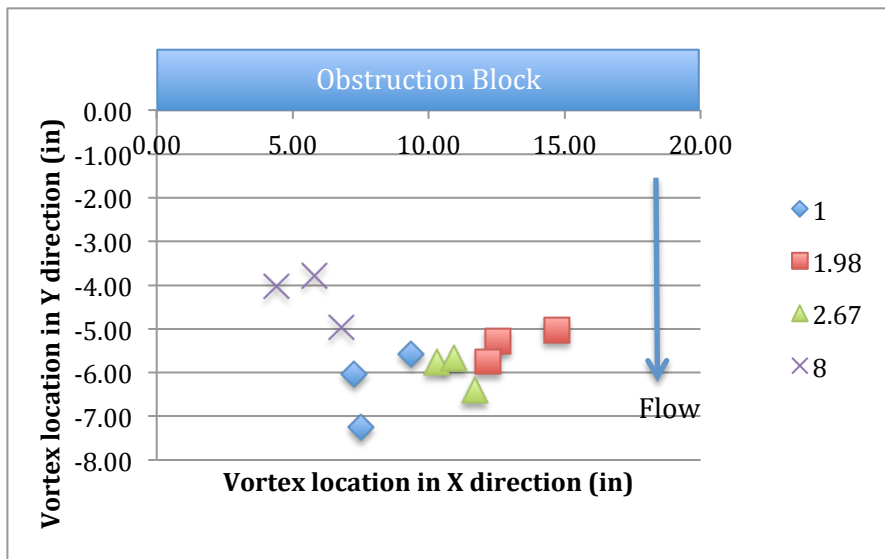 Obstruction Block
0.00
0.00 5.00 10.00 15.00 20.00
-1.00
-2.00
-3.00
-4.00
-5.00
-6.00
-7.00
-8.00
Vortex location in Y direction (in)
Vortex location in X direction (in)
Flow
1
1.98
2.67
8